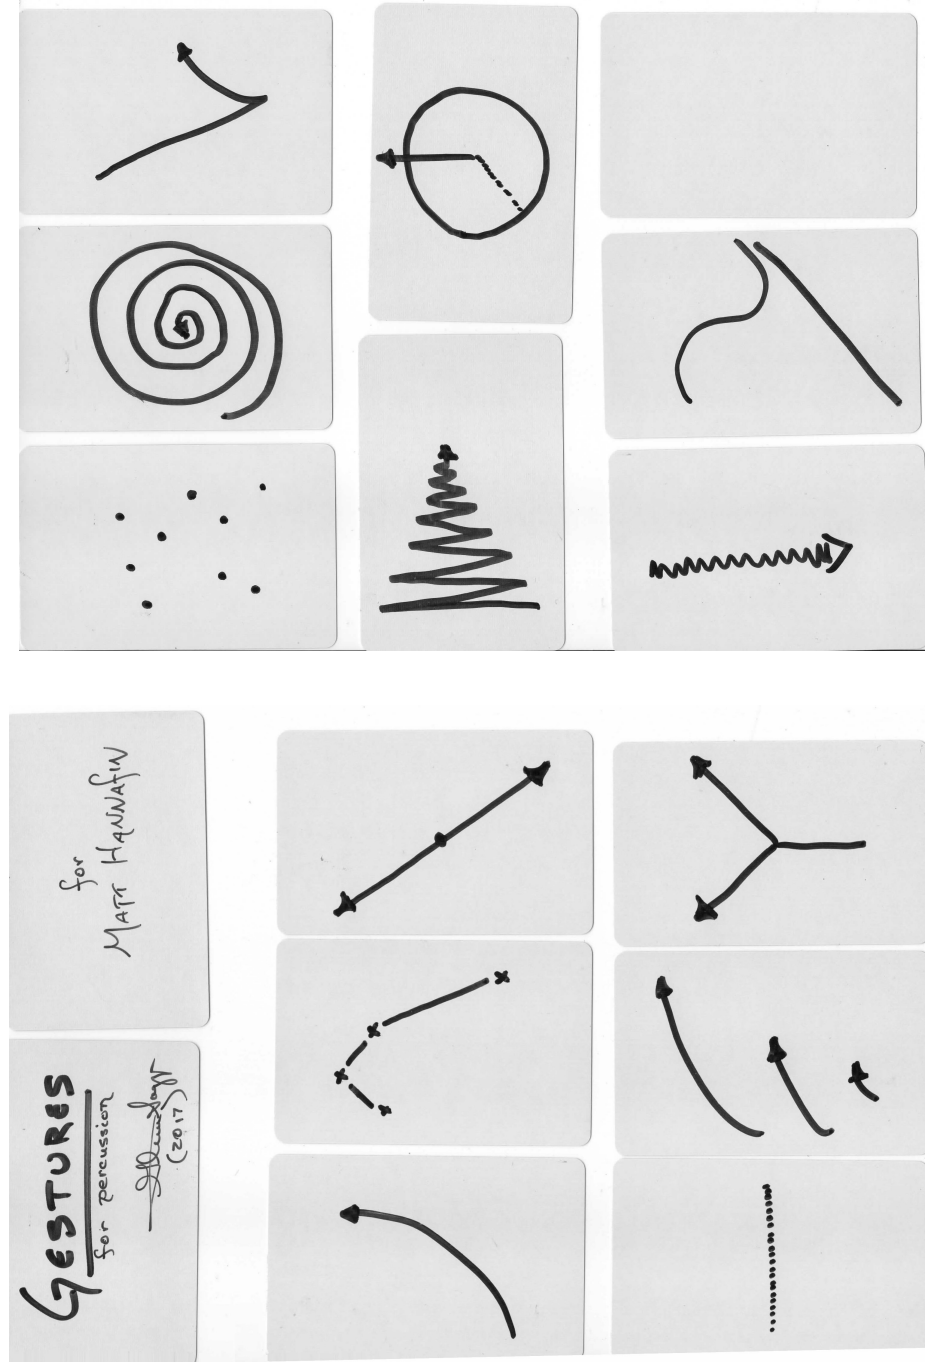 GESTURES
for percussion
(2017)
for
MATT HANNAFIN